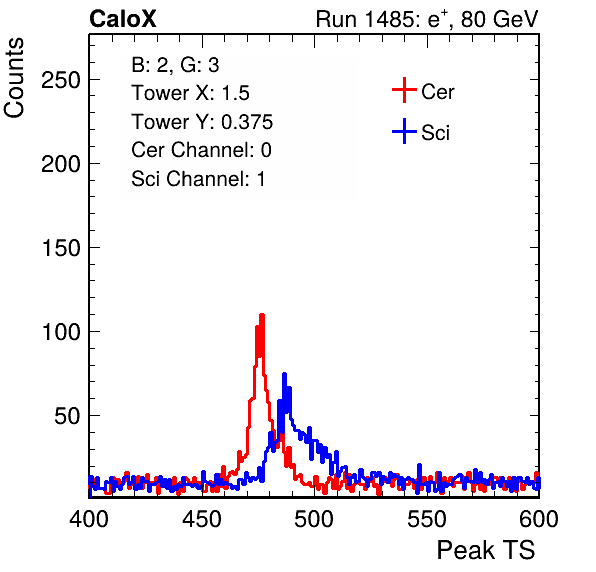 CaloX Run 1485: e⁺, 80 GeV
Counts
B: 2, G: 3
Tower X: 1.5
Tower Y: 0.375
Cer Channel: 0
Sci Channel: 1
Cer
Sci
250
200
150
100
50
400 450 500 550 600
Peak TS